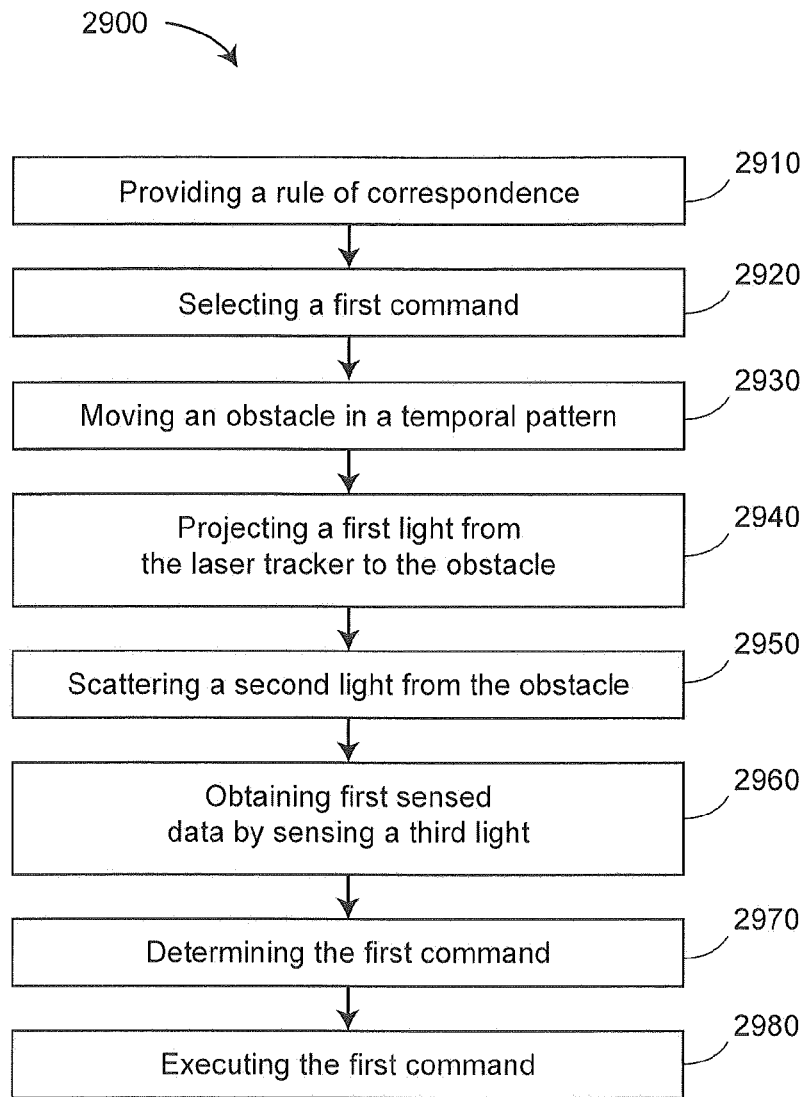 2900
2910
Providing a rule of correspondence
2920
Selecting a first command
2930
Moving an obstacle in a temporal pattern
2940
Projecting a first light from
the laser tracker to the obstacle
2950
Scattering a second light from the obstacle
2960
Obtaining first sensed
data by sensing a third light
2970
Determining the first command
2980
Executing the first command